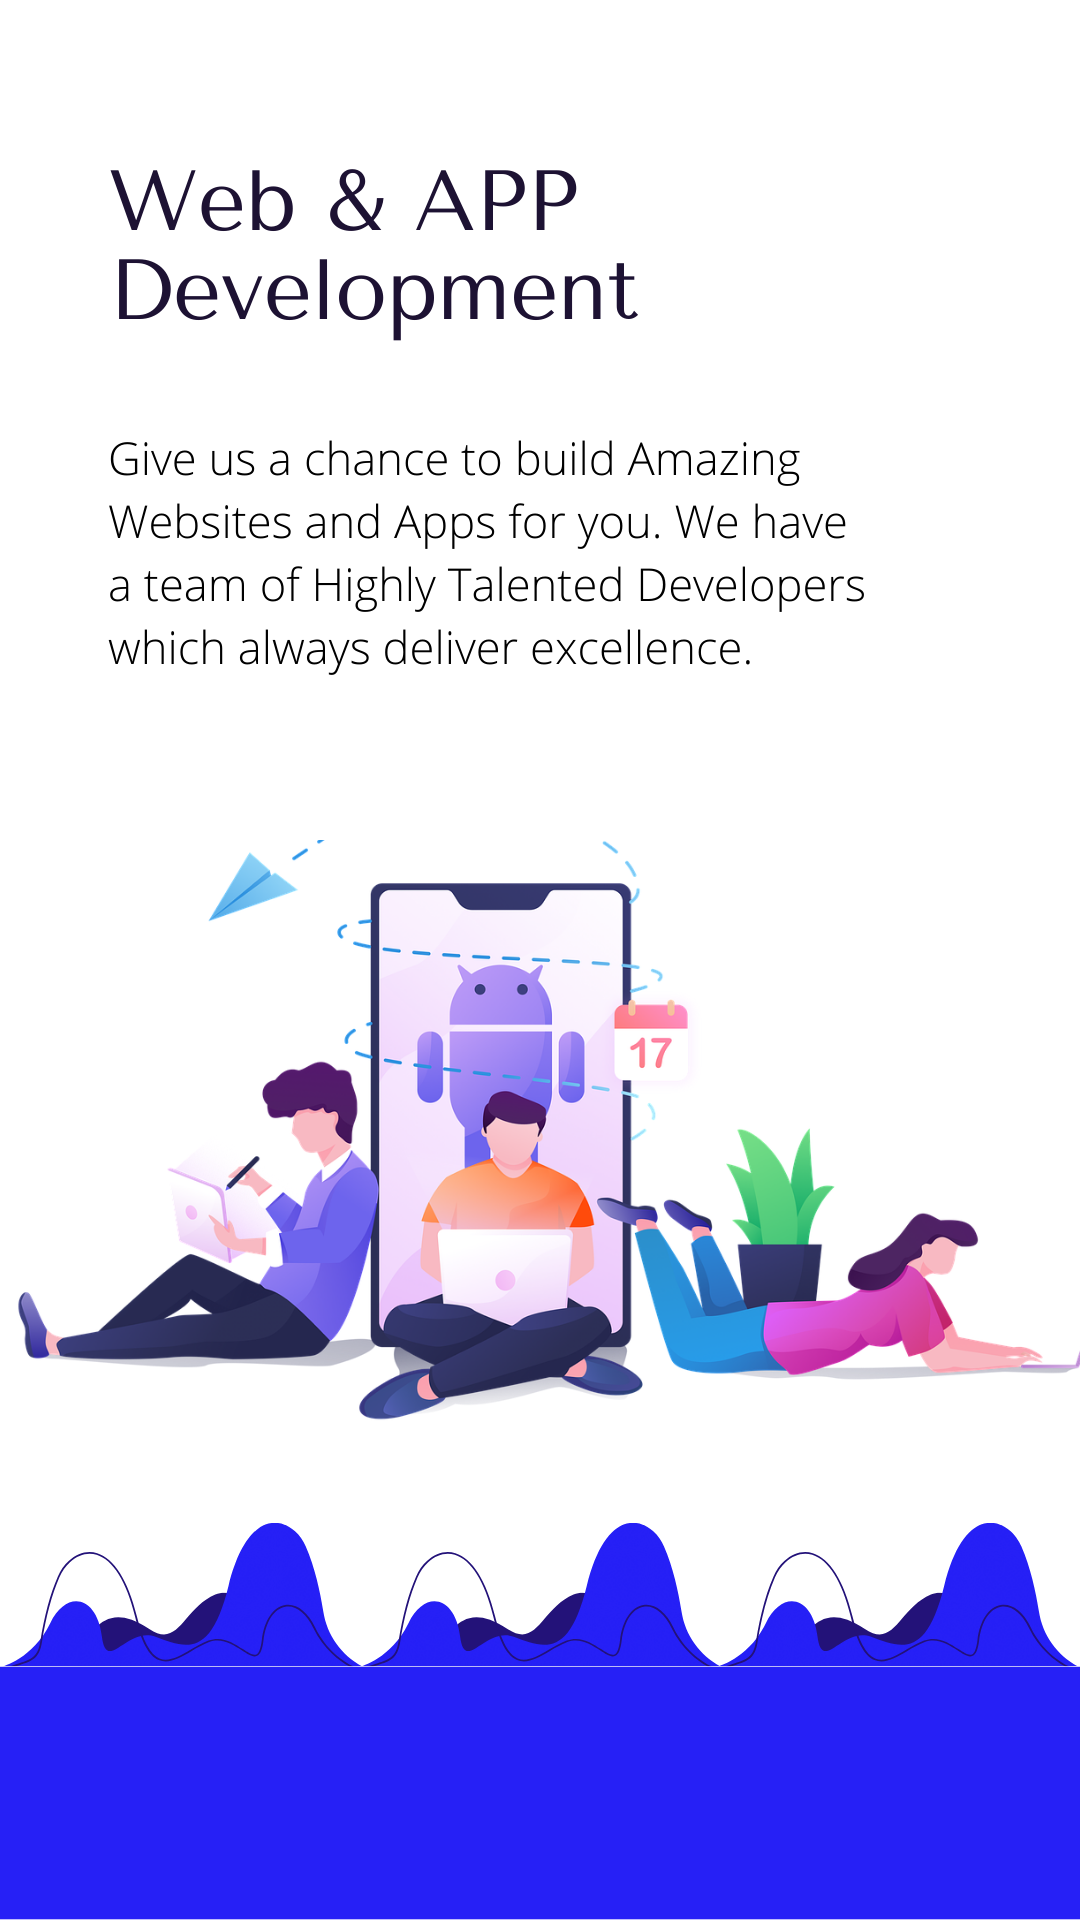 Web & APP
Development
Give us a chance to build Amazing
Websites and Apps for you. We have
a team of Highly Talented Developers
which always deliver excellence.
17